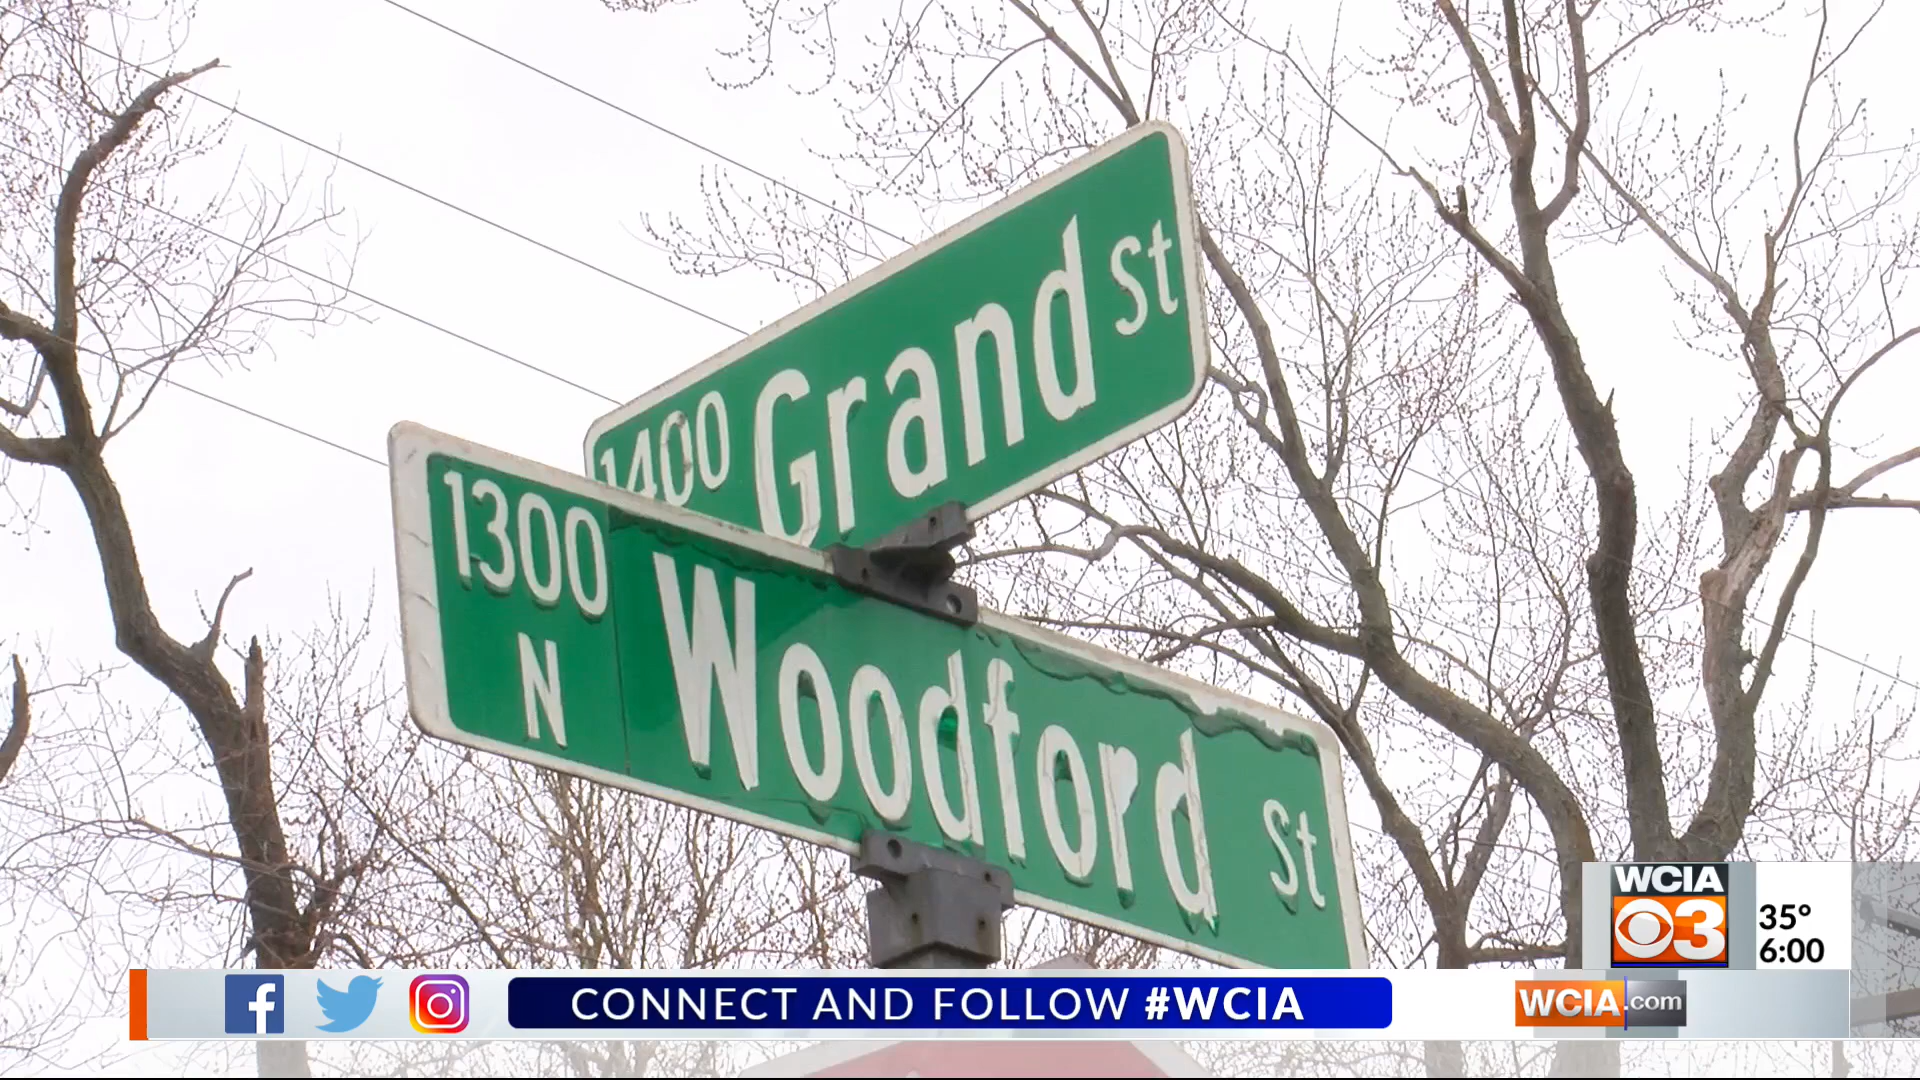 1400 Grand St
1300 N Woodford St
WCIA
3
35°
6:00
CONNECT AND FOLLOW #WCIA
WCIA.com